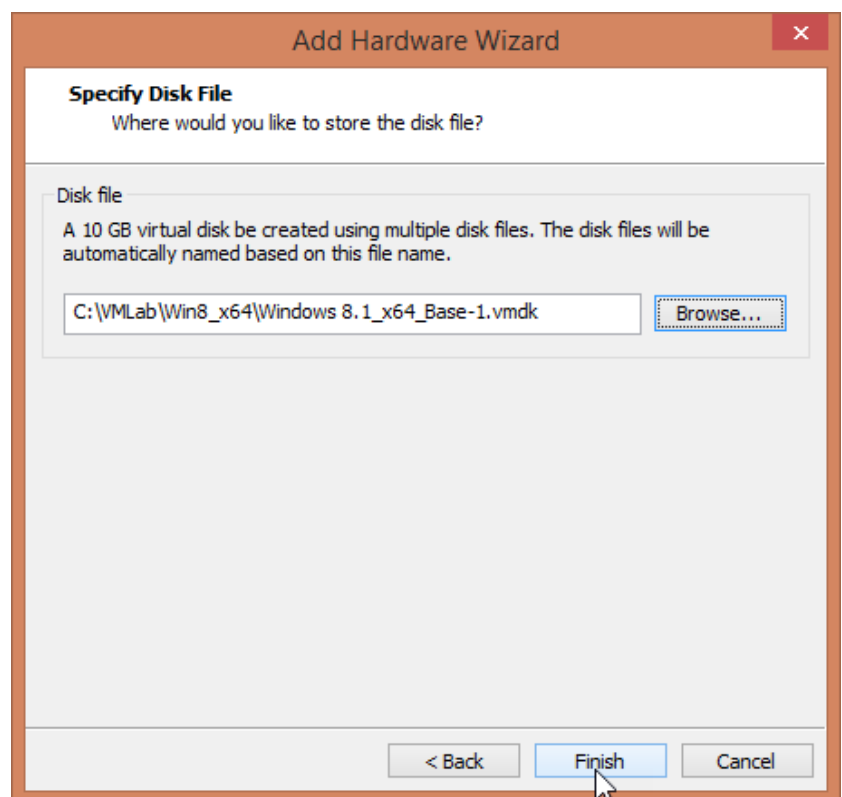 Add Hardware Wizard
Specify Disk File
Where would you like to store the disk file?
Disk file
A 10 GB virtual disk be created using multiple disk files. The disk files will be
automatically named based on this file name.
C:\VMLab\Win8_x64\Windows 8.1_x64_Base-1.vmdk
Browse...
< Back
Finish
Cancel